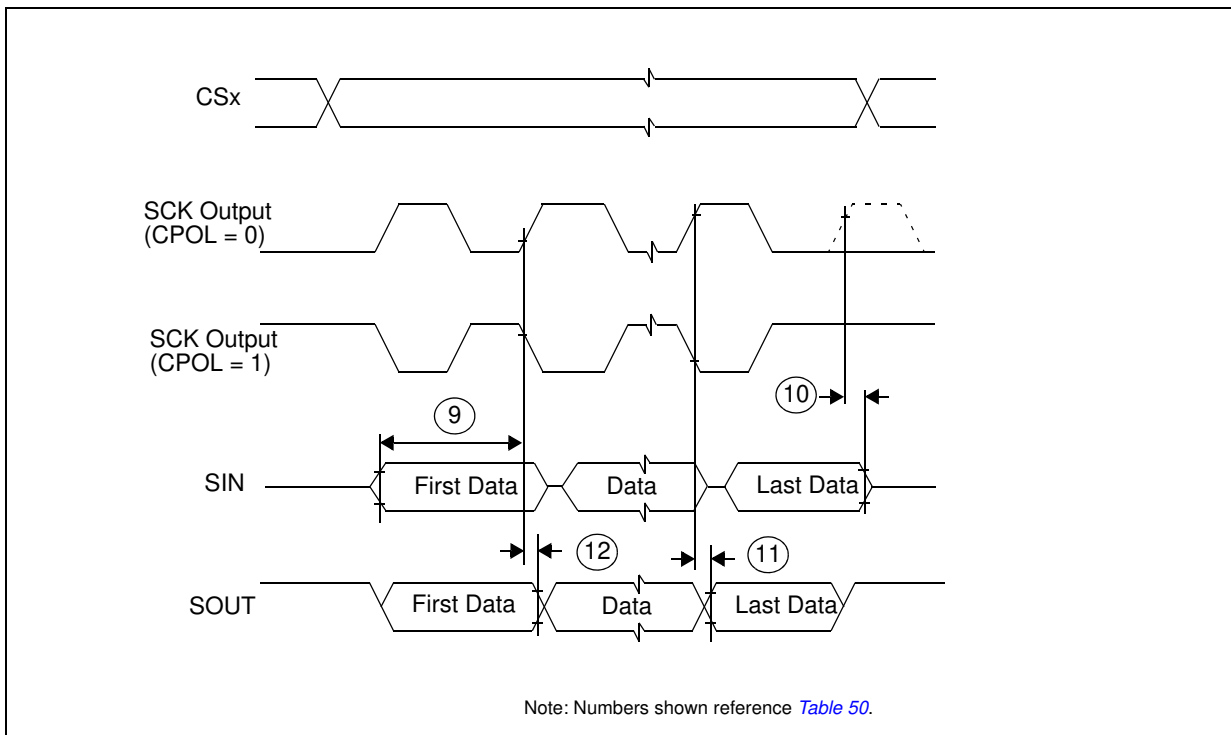 CSx
SCK Output
(CPOL = 0)
SCK Output
(CPOL = 1)
10
9
SIN
First Data
Data
Last Data
12
11
SOUT
First Data
Data
Last Data
Note: Numbers shown reference Table 50.